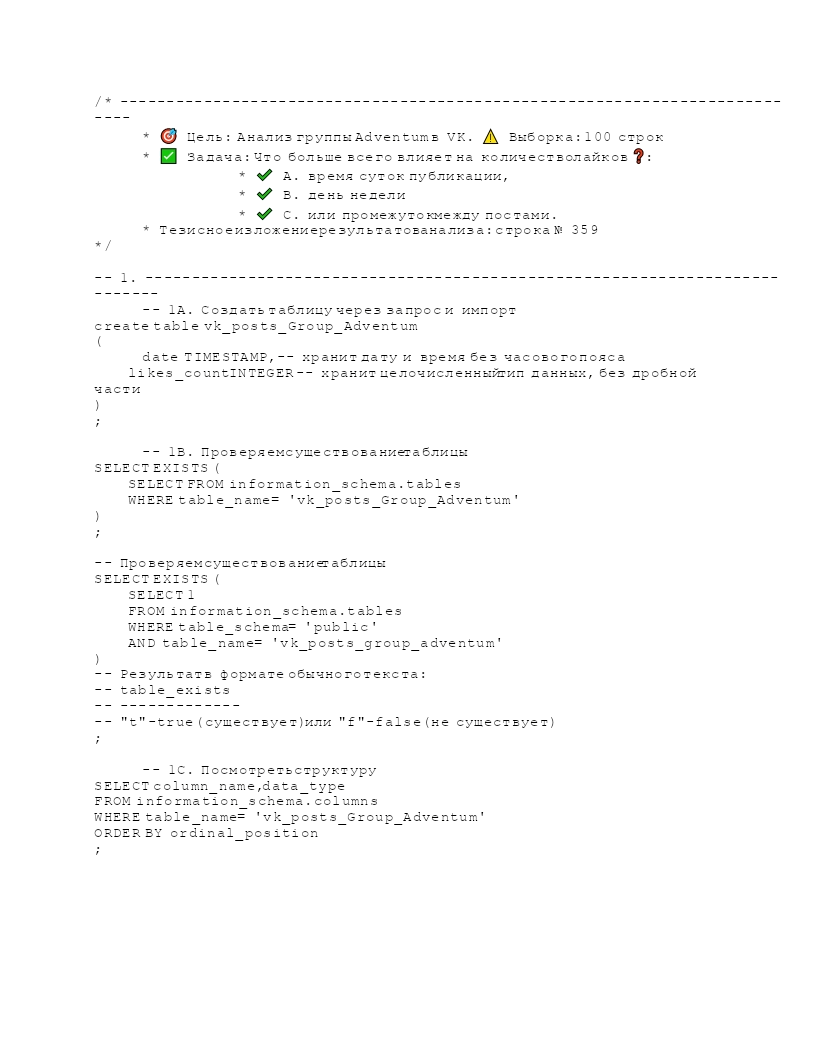 /* ------------------------------------------------------------------------
----
* 🎯 Цель: Анализ группы Adventum в VK. ⚠️ Выборка: 100 строк
* ✅ Задача: Что больше всего влияет на количество лайков ❓:
* ✔ A. время суток публикации,
* ✔ B. день недели
* ✔ C. или промежуток между постами.
* Тезисное изложение результатов анализа: строка № 359
*/
-- 1. ---------------------------------------------------------------------
-------
-- 1A. Создать таблицу через запрос и импорт
create table vk_posts_Group_Adventum
(
date TIMESTAMP, -- хранит дату и время без часового пояса
likes_count INTEGER -- хранит целочисленный тип данных, без дробной
части
)
;
-- 1B. Проверяем существование таблицы
SELECT EXISTS (
SELECT FROM information_schema.tables
WHERE table_name = 'vk_posts_Group_Adventum'
)
;
-- Проверяем существование таблицы
SELECT EXISTS (
SELECT 1
FROM information_schema.tables
WHERE table_schema = 'public'
AND table_name = 'vk_posts_group_adventum'
)
-- Результат в формате обычного текста:
-- table_exists
-- -------------
-- "t"-true (существует) или "f"-false (не существует)
;
-- 1C. Посмотреть структуру
SELECT column_name, data_type
FROM information_schema.columns
WHERE table_name = 'vk_posts_Group_Adventum'
ORDER BY ordinal_position
;